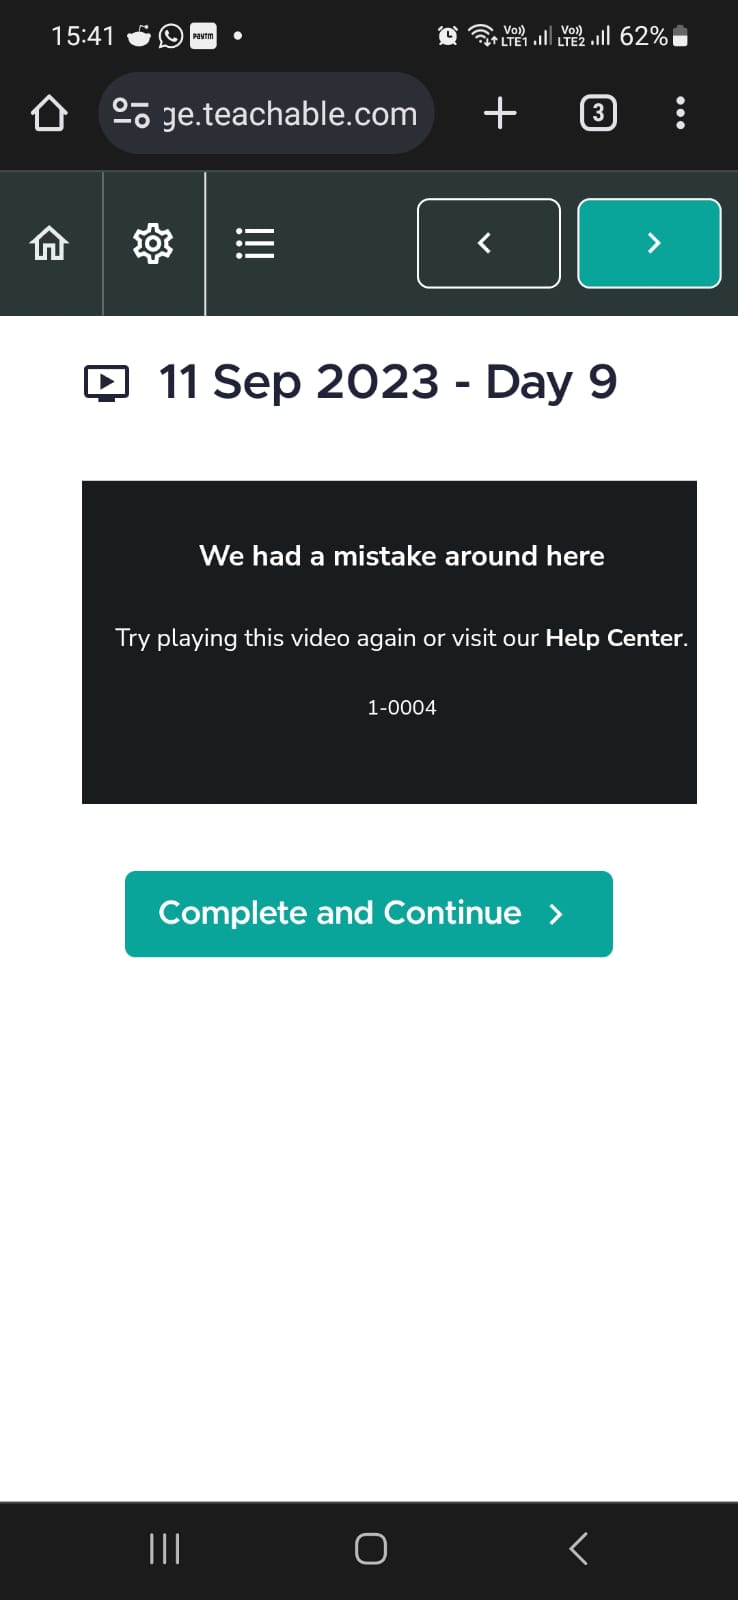 15:41 paytm Vo)) LTE1 Vo)) LTE2 62%
ge.teachable.com 3
11 Sep 2023 - Day 9
We had a mistake around here
Try playing this video again or visit our Help Center.
1-0004
Complete and Continue